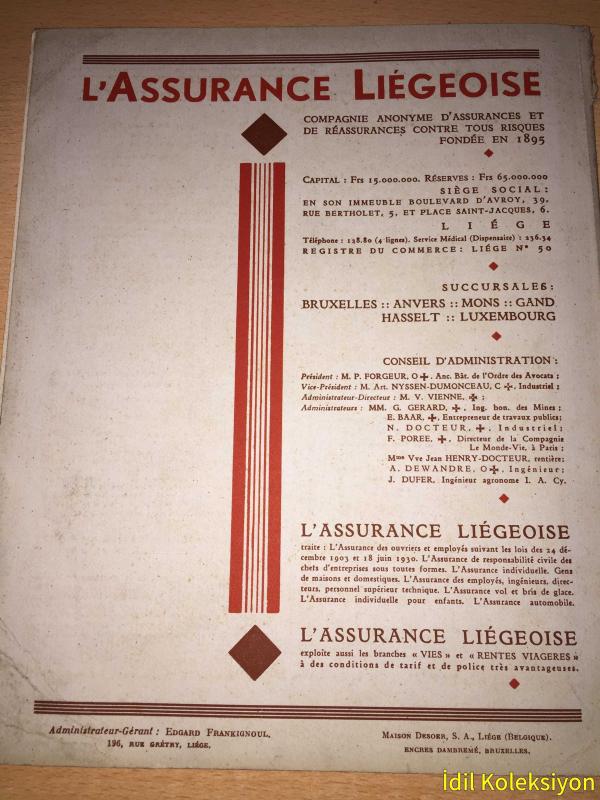 L'ASSURANCE LIÉGEOISE
COMPAGNIE ANONYME D'ASSURANCES ET
DE RÉASSURANCES CONTRE TOUS RISQUES
FONDÉE EN 1895
CAPITAL : Frs 15.000.000. RÉSERVES : Frs 65.000.000
SIÈGE SOCIAL :
EN SON IMMEUBLE BOULEVARD D'AVROY, 39,
RUE BERTHOLET, 5, ET PLACE SAINT-JACQUES, 6.
LIÉGE
Téléphone : 128.80 (4 lignes). Service Médical (Dispensaire) : 236.34
REGISTRE DU COMMERCE : LIÉGE N° 50
SUCCURSALES :
BRUXELLES :: ANVERS :: MONS :: GAND
HASSELT :: LUXEMBOURG
CONSEIL D'ADMINISTRATION :
Président : M. P. FORGEUR, O ✠, Anc. Bât. de l'Ordre des Avocats ;
Vice-Président : M. Art. NYSSEN-DUMONCEAU, C ✠, Industriel ;
Administrateur-Directeur : M. V. VIENNE, ✠ ;
Administrateurs : MM. G. GERARD, ✠, Ing. hon. des Mines ;
E. BAAR, ✠, Entrepreneur de travaux publics ;
N. DOCTEUR, ✠, Industriel ;
F. POREE, ✠, Directeur de la Compagnie
Le Monde-Vie, à Paris ;
Mme Vve Jean HENRY-DOCTEUR, rentière ;
A. DEWANDRE, O ✠, Ingénieur ;
J. DUFER, Ingénieur agronome I. A. Cy.
L'ASSURANCE LIÉGEOISE
traite : L'Assurance des ouvriers et employés suivant les lois des 24 dé-
cembre 1903 et 18 juin 1930. L'Assurance de responsabilité civile des
chefs d'entreprises sous toutes formes. L'Assurance individuelle. Gens
de maisons et domestiques. L'Assurance des employés, ingénieurs, direc-
teurs, personnel supérieur technique. L'Assurance vol et bris de glace.
L'Assurance individuelle pour enfants. L'Assurance automobile.
L'ASSURANCE LIÉGEOISE
exploite aussi les branches « VIES » et « RENTES VIAGERES »
à des conditions de tarif et de police très avantageuses.
Administrateur-Gérant : EDGARD FRANKIGNOUL,
196, RUE GRÉTRY, LIÉGE.
MAISON DESOER, S. A., LIÉGE (BELGIQUE).
ENCRES DAMBREMÉ, BRUXELLES.
İdil Koleksiyon